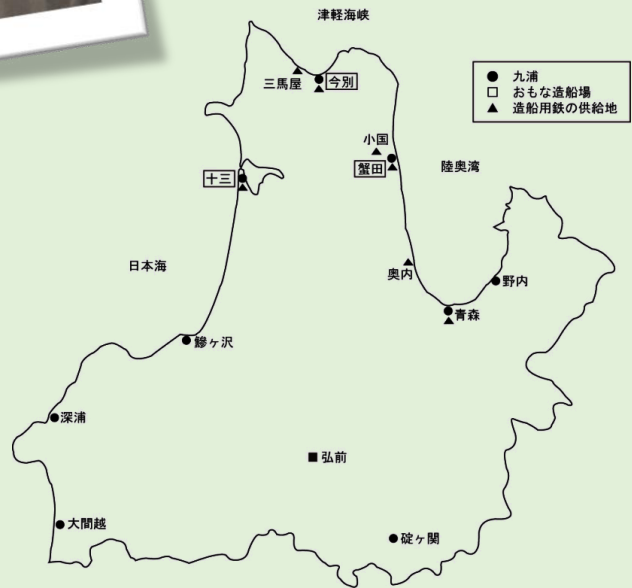 津軽海峡
三馬屋
今別
● 九浦
□ おもな造船場
▲ 造船用鉄の供給地
小国
蟹田
陸奥湾
十三
日本海
奥内
野内
青森
鰺ヶ沢
深浦
弘前
大間越
碇ヶ関